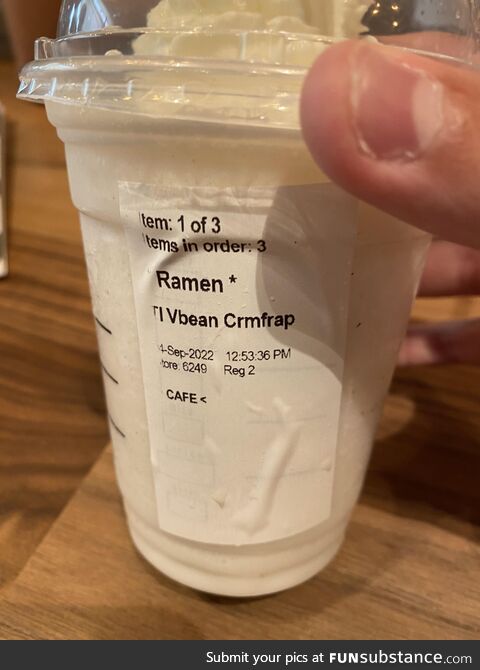 tem: 1 of 3
tems in order: 3
Ramen *
Tl Vbean Crmfrap
4-Sep-2022 12:53:36 PM
tore: 6249 Reg 2
CAFE <
Submit your pics at FUNsubstance.com